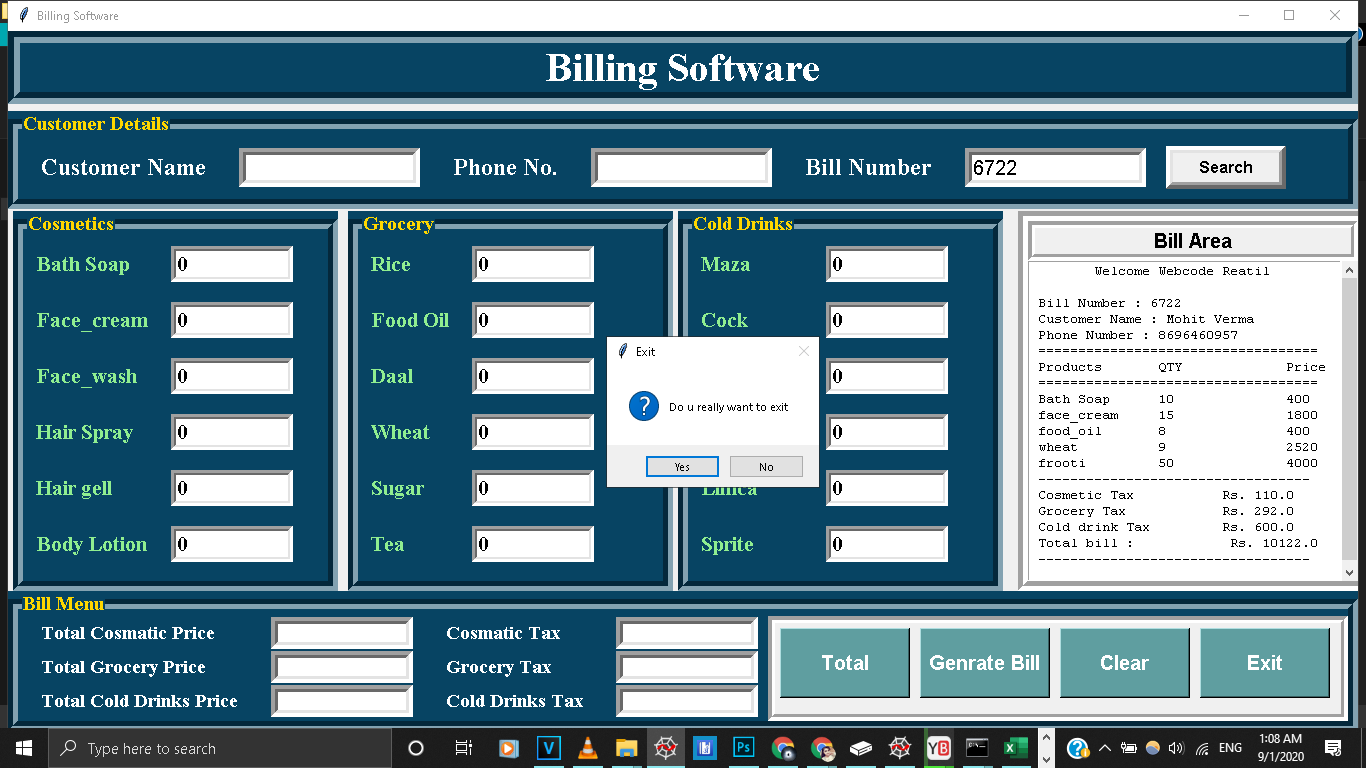 Billing Software
Billing Software
Customer Details
Customer Name Phone No. Bill Number 6722 Search
Cosmetics
Bath Soap 0
Face_cream 0
Face_wash 0
Hair Spray 0
Hair gell 0
Body Lotion 0
Grocery
Rice 0
Food Oil 0
Daal 0
Wheat 0
Sugar 0
Tea 0
Cold Drinks
Maza 0
Cock 0
0
0
0
Sprite 0
Exit
Do u really want to exit
Yes No
Bill Area
Welcome Webcode Reatil
Bill Number : 6722
Customer Name : Mohit Verma
Phone Number : 8696460957
===================================
Products QTY Price
===================================
Bath Soap 10 400
face_cream 15 1800
food_oil 8 400
wheat 9 2520
frooti 50 4000
----------------------------------
Cosmetic Tax Rs. 110.0
Grocery Tax Rs. 292.0
Cold drink Tax Rs. 600.0
Total bill : Rs. 10122.0
----------------------------------
Bill Menu
Total Cosmatic Price Cosmatic Tax
Total Grocery Price Grocery Tax
Total Cold Drinks Price Cold Drinks Tax
Total Genrate Bill Clear Exit
Type here to search
V
Ps
YB
ENG
1:08 AM
9/1/2020